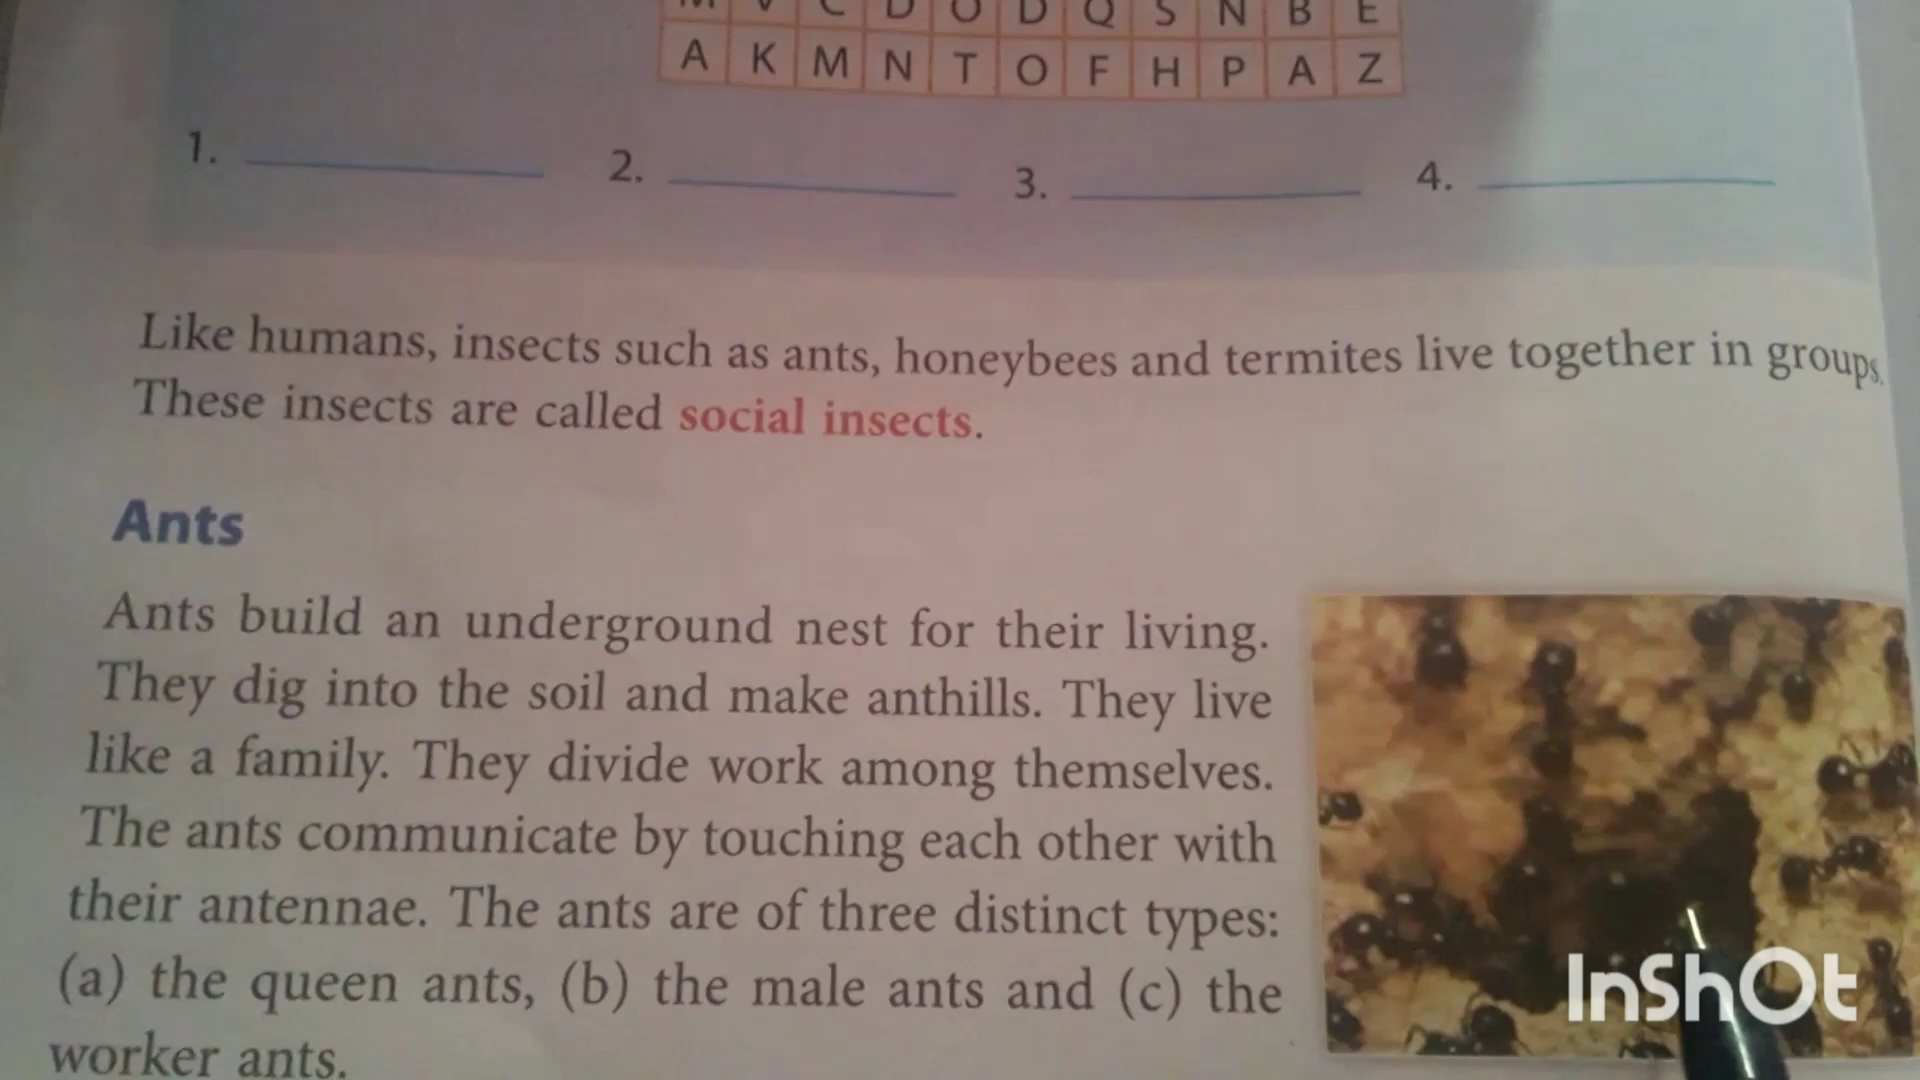 M V C D O D Q S N B E
A K M N T O F H P A Z
1. 2. 3. 4.
Like humans, insects such as ants, honeybees and termites live together in groups.
These insects are called social insects.
Ants
Ants build an underground nest for their living.
They dig into the soil and make anthills. They live
like a family. They divide work among themselves.
The ants communicate by touching each other with
their antennae. The ants are of three distinct types:
(a) the queen ants, (b) the male ants and (c) the
worker ants.
InShOt